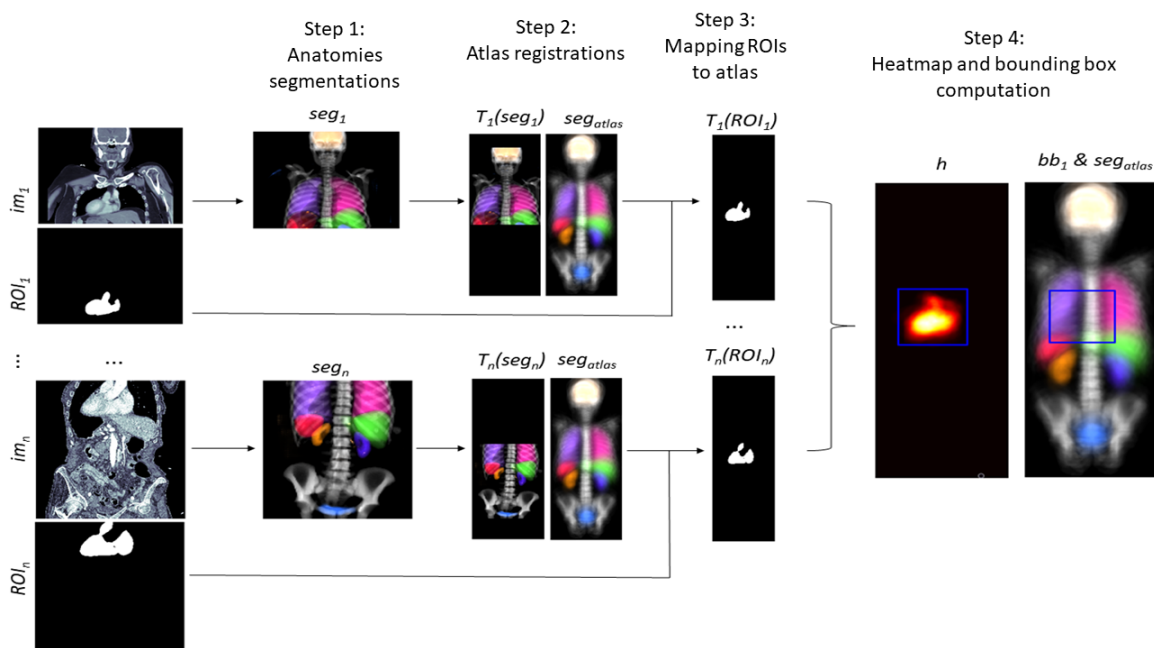 Step 1:
Anatomies
segmentations
Step 2:
Atlas registrations
Step 3:
Mapping ROIs
to atlas
Step 4:
Heatmap and bounding box
computation
seg1
T1(seg1)
segatlas
T1(ROI1)
h
bb1 & segatlas
im1
ROI1
...
...
...
segn
Tn(segn)
segatlas
Tn(ROIn)
imn
ROIn